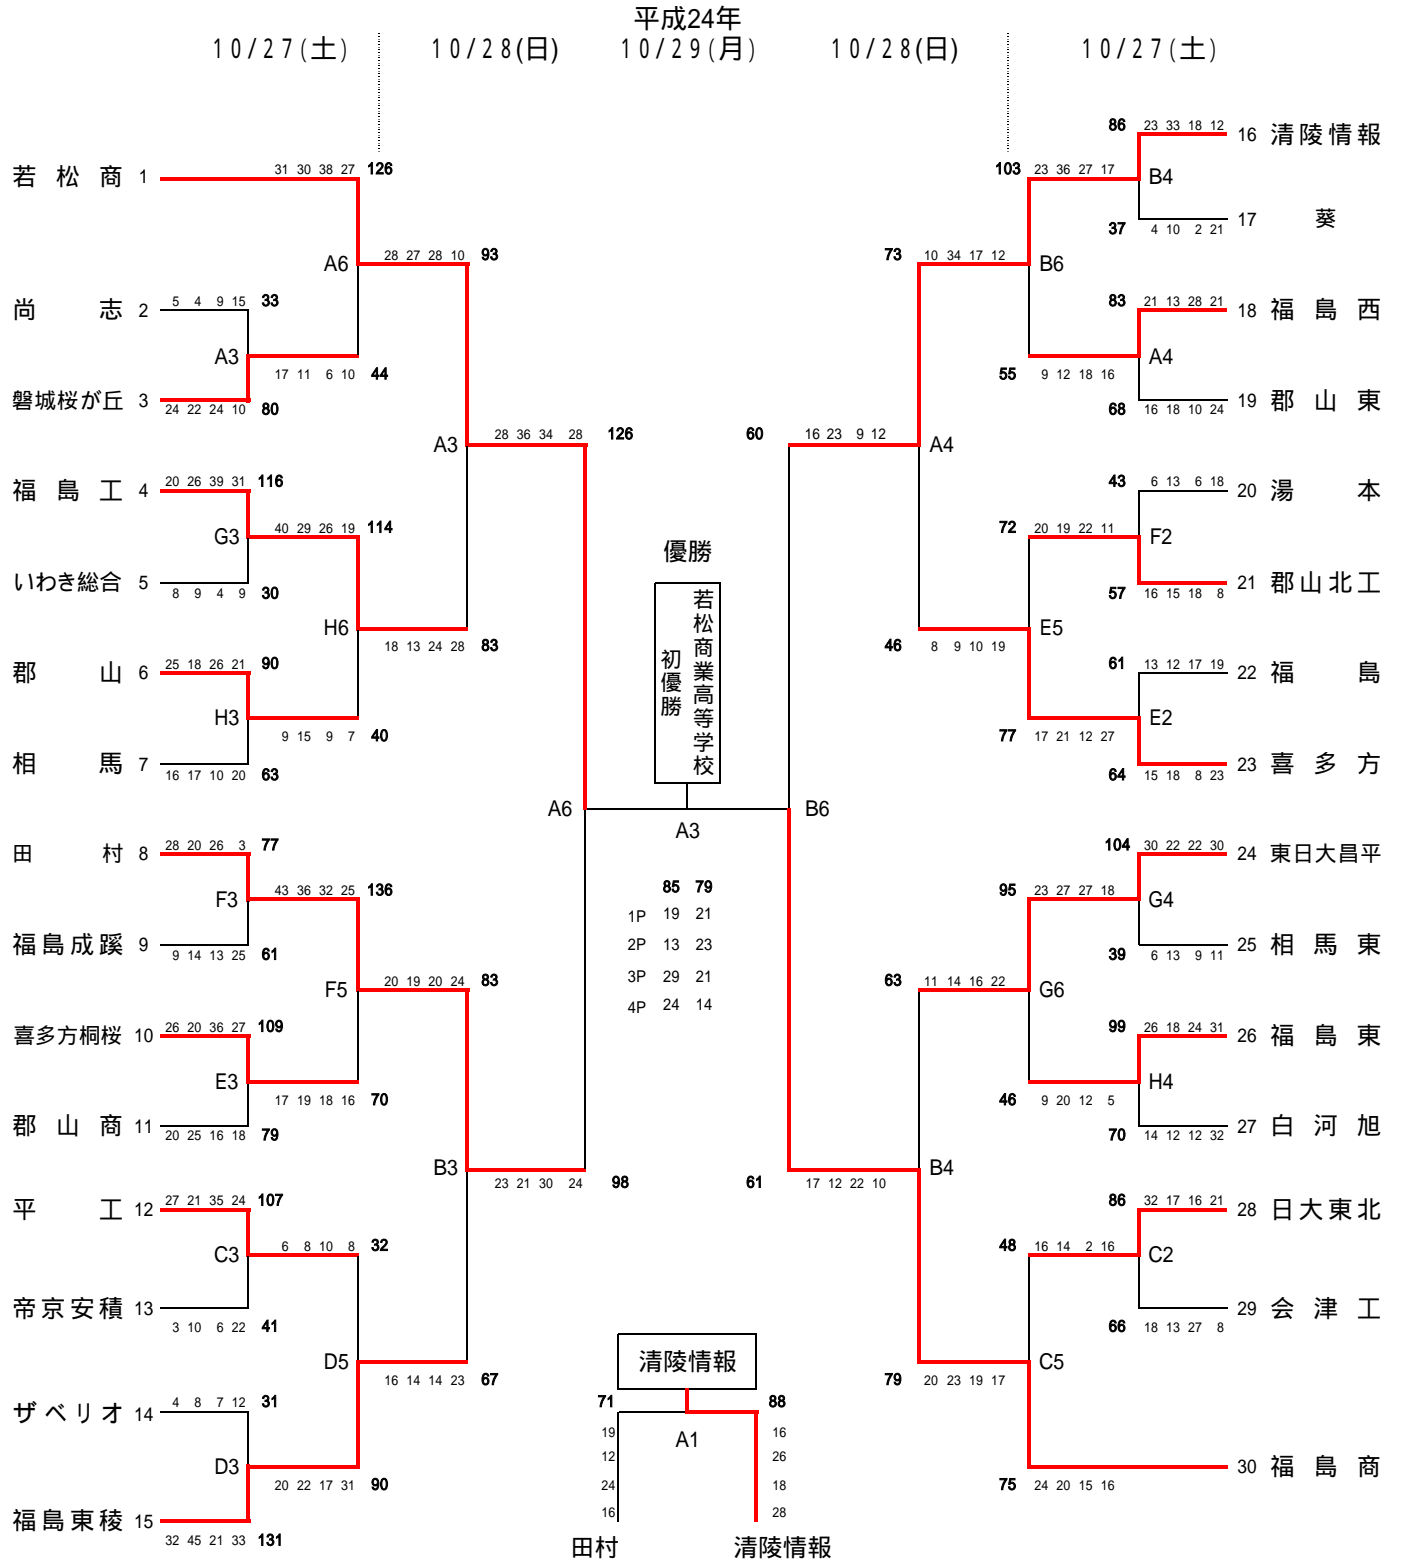 平成24年
10/27(土) 10/28(日) 10/29(月) 10/28(日) 10/27(土)
若松商 1 31 30 38 27 126
A6
28 27 28 10 93
尚志 2 5 4 9 15 33
A3
17 11 6 10 44
磐城桜が丘 3 24 22 24 10 80
A3
28 36 34 28 126
福島工 4 20 26 39 31 116
G3
40 29 26 19 114
いわき総合 5 8 9 4 9 30
H6
18 13 24 28 83
郡山 6 25 18 26 21 90
H3
9 15 9 7 40
相馬 7 16 17 10 20 63
A6
田村 8 28 20 26 3 77
F3
43 36 32 25 136
福島成蹊 9 9 14 13 25 61
F5
20 19 20 24 83
喜多方桐桜 10 26 20 36 27 109
E3
17 19 18 16 70
郡山商 11 20 25 16 18 79
B3
23 21 30 24 98
平工 12 27 21 35 24 107
C3
6 8 10 8 32
帝京安積 13 3 10 6 22 41
D5
16 14 14 23 67
ザベリオ 14 4 8 7 12 31
D3
20 22 17 31 90
福島東稜 15 32 45 21 33 131
優勝
若松商業高等学校
初優勝
A3
85 79
1P 19 21
2P 13 23
3P 29 21
4P 24 14
清陵情報
71 88
A1
19 16
12 26
24 18
16 28
田村 清陵情報
86 23 33 18 12 16 清陵情報
103 23 36 27 17
B4
37 4 10 2 21 17 葵
73 10 34 17 12
B6
83 21 13 28 21 18 福島西
A4
55 9 12 18 16
68 16 18 10 24 19 郡山東
60 16 23 9 12
A4
43 6 13 6 18 20 湯本
72 20 19 22 11
F2
57 16 15 18 8 21 郡山北工
46 8 9 10 19
E5
61 13 12 17 19 22 福島
E2
77 17 21 12 27
64 15 18 8 23 23 喜多方
B6
104 30 22 22 30 24 東日大昌平
95 23 27 27 18
G4
39 6 13 9 11 25 相馬東
63 11 14 16 22
G6
99 26 18 24 31 26 福島東
H4
46 9 20 12 5
70 14 12 12 32 27 白河旭
61 17 12 22 10
B4
86 32 17 16 21 28 日大東北
48 16 14 2 16
C2
66 18 13 27 8 29 会津工
79 20 23 19 17
C5
75 24 20 15 16 30 福島商